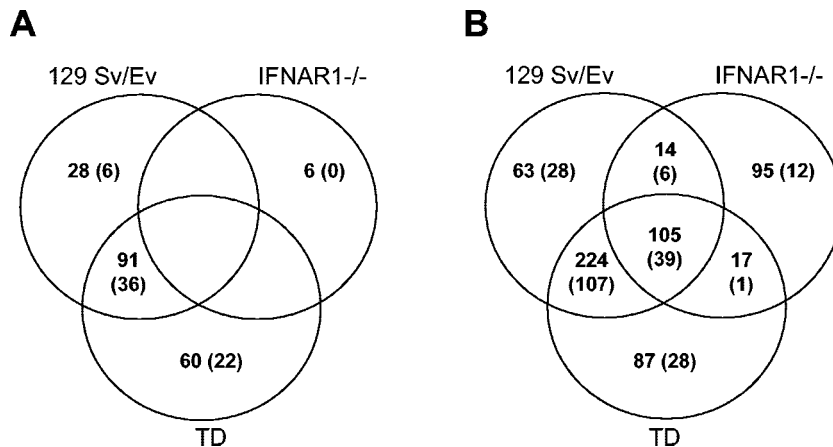 A
129 Sv/Ev
IFNAR1-/-
28 (6)
6 (0)
91
(36)
60 (22)
TD
B
129 Sv/Ev
IFNAR1-/-
63 (28)
14
(6)
95 (12)
105
(39)
224
(107)
17
(1)
87 (28)
TD